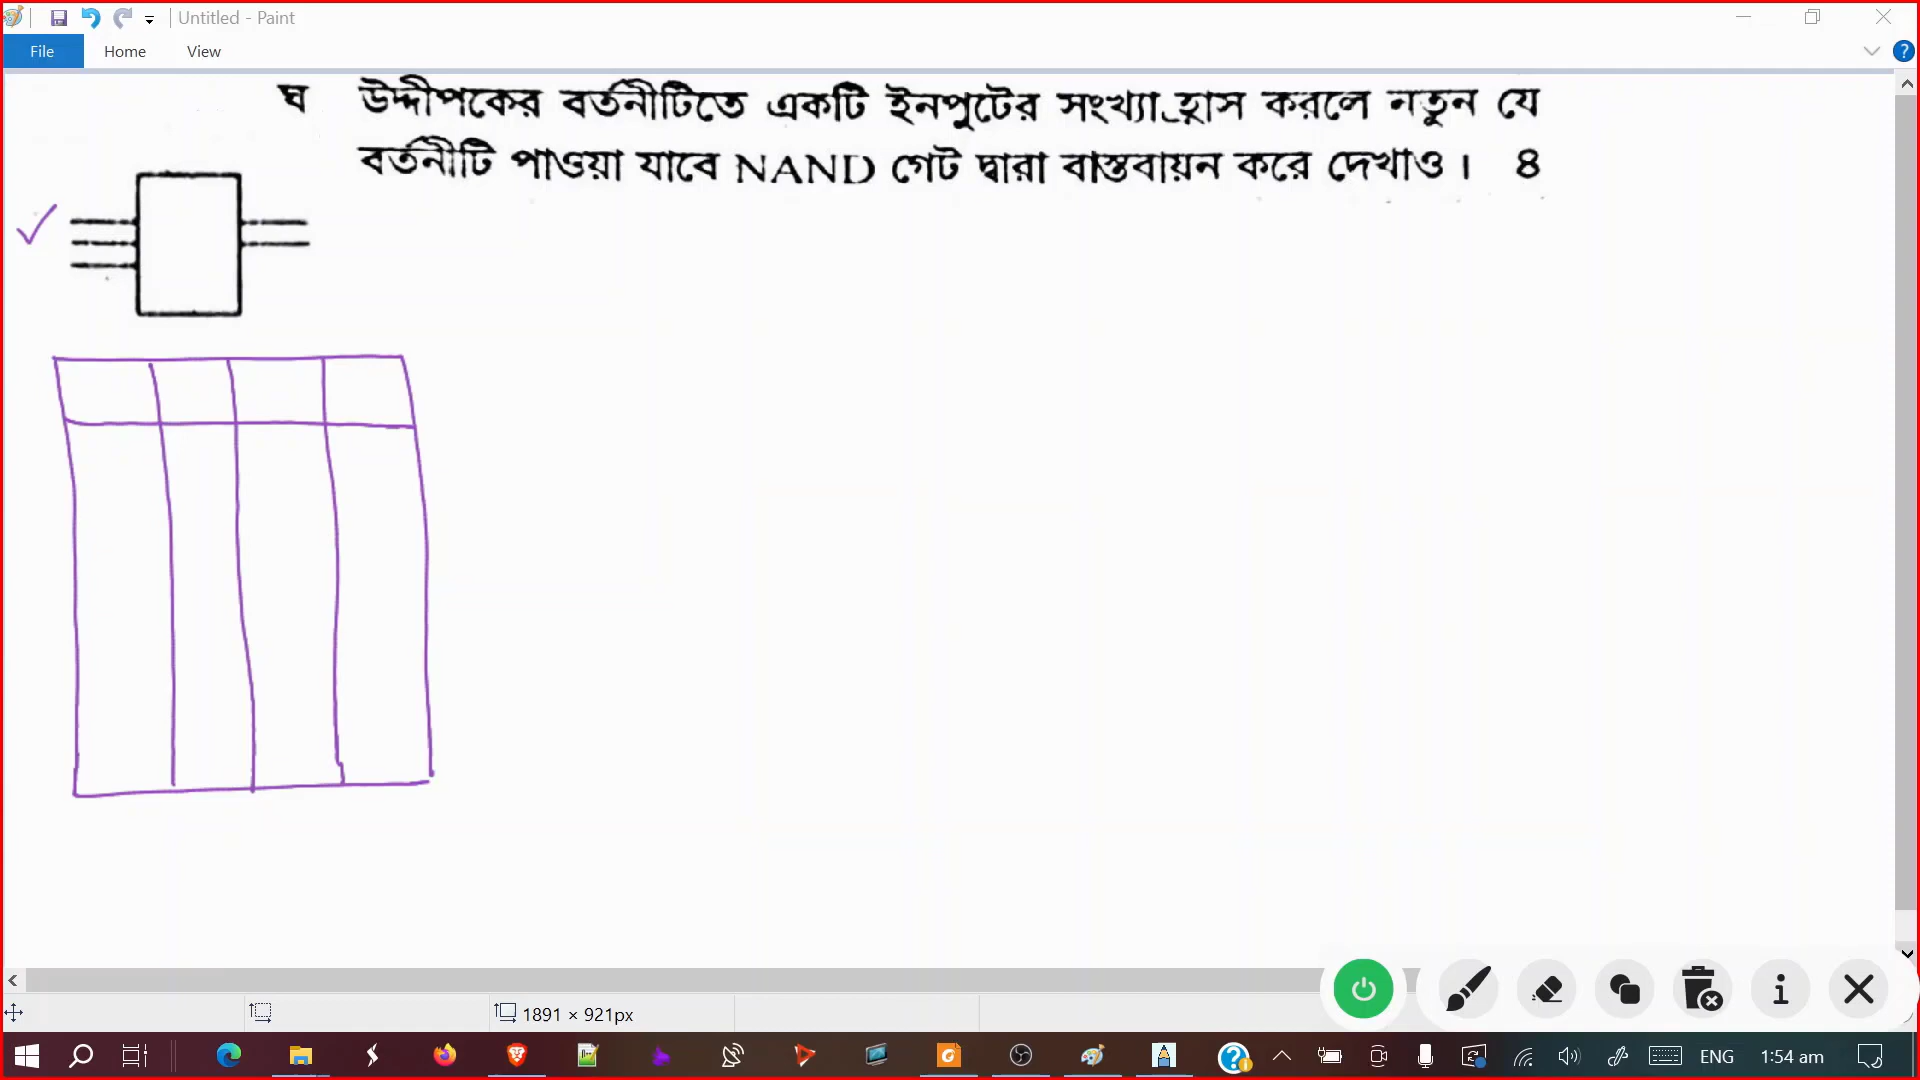 Untitled - Paint
File Home View
ঘ উদ্দীপকের বর্তনীটিতে একটি ইনপুটের সংখ্যা হ্রাস করলে নতুন যে
বর্তনীটি পাওয়া যাবে NAND গেট দ্বারা বাস্তবায়ন করে দেখাও। ৪
1891 × 921px
ENG 1:54 am